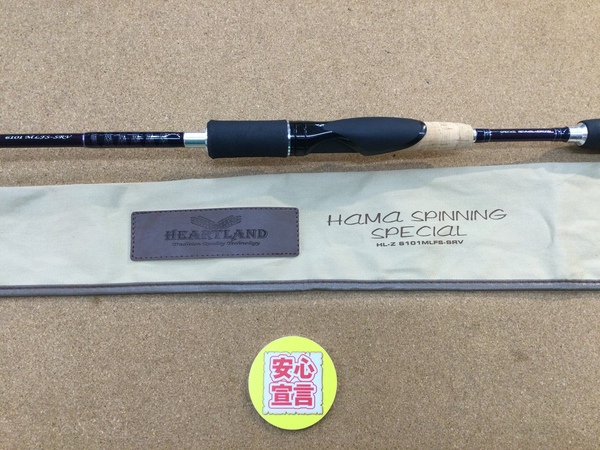 6101 MLFS-SRV
HEARTLAND
HAMA SPINNING
SPECIAL
HL-Z 6101MLFS-SRV
安心
宣言